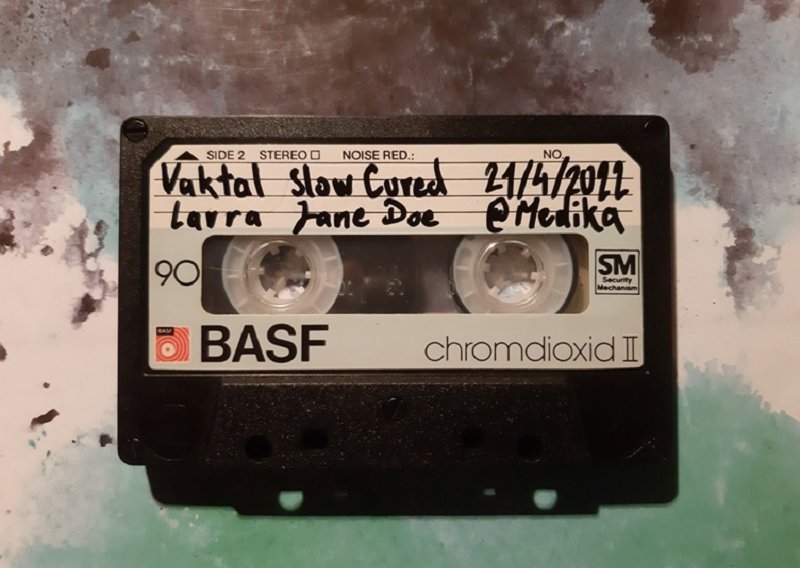 SIDE 2 STEREO NOISE RED.: NO.
Vaktal Slow Cured 21/4/2022
Lavra Jane Doe @Medika
90
SM
Security
Mechanism
BASF
BASF chromdioxid II